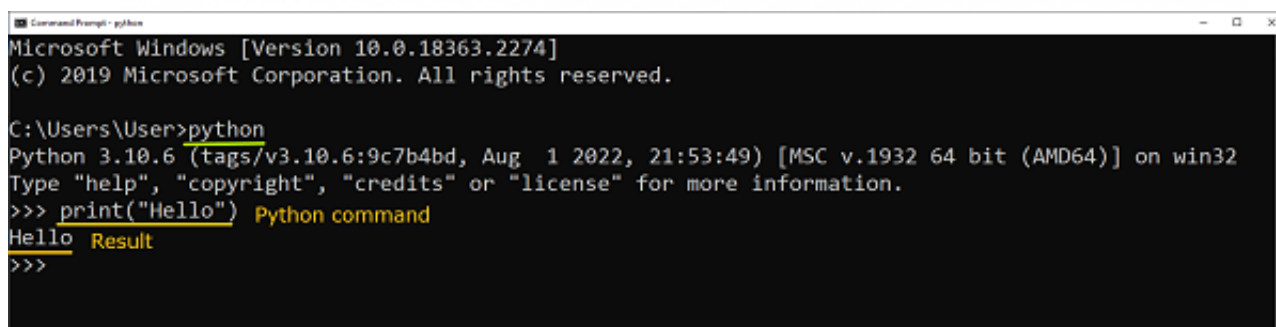 Command Prompt - python
Microsoft Windows [Version 10.0.18363.2274]
(c) 2019 Microsoft Corporation. All rights reserved.
C:\Users\User>python
Python 3.10.6 (tags/v3.10.6:9c7b4bd, Aug  1 2022, 21:53:49) [MSC v.1932 64 bit (AMD64)] on win32
Type "help", "copyright", "credits" or "license" for more information.
>>> print("Hello") Python command
Hello Result
>>>